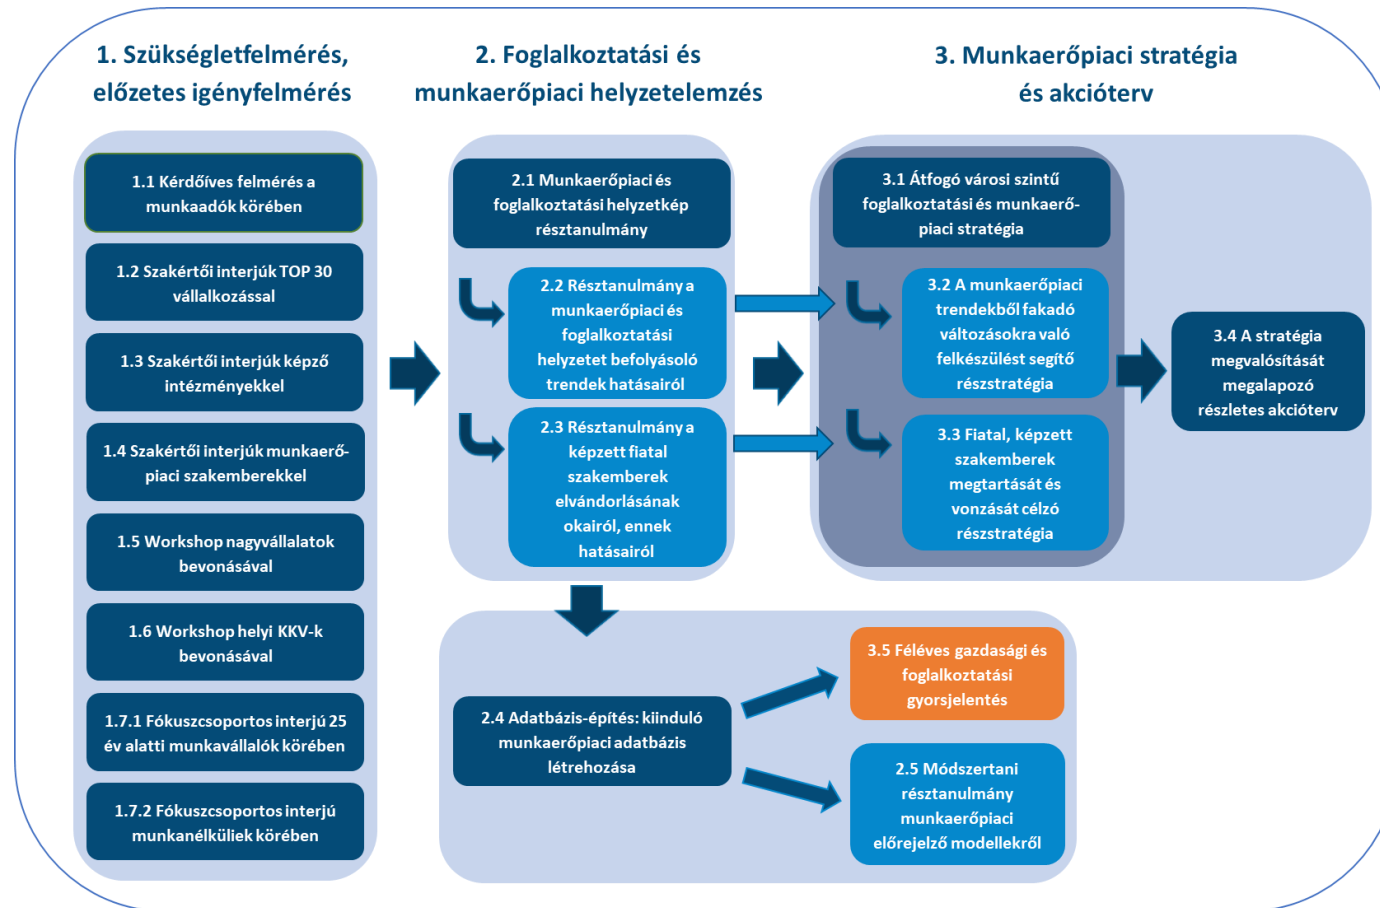 1. Szükségletfelmérés,
előzetes igényfelmérés
1.1 Kérdőíves felmérés a
munkaadók körében
1.2 Szakértői interjúk TOP 30
vállalkozással
1.3 Szakértői interjúk képző
intézményekkel
1.4 Szakértői interjúk munkaerő-
piaci szakemberekkel
1.5 Workshop nagyvállalatok
bevonásával
1.6 Workshop helyi KKV-k
bevonásával
1.7.1 Fókuszcsoportos interjú 25
év alatti munkavállalók körében
1.7.2 Fókuszcsoportos interjú
munkanélküliek körében
2. Foglalkoztatási és
munkaerőpiaci helyzetelemzés
2.1 Munkaerőpiaci és
foglalkoztatási helyzetkép
résztanulmány
2.2 Résztanulmány a
munkaerőpiaci és
foglalkoztatási
helyzetet befolyásoló
trendek hatásairól
2.3 Résztanulmány a
képzett fiatal
szakemberek
elvándorlásának
okairól, ennek
hatásairól
2.4 Adatbázis-építés: kiinduló
munkaerőpiaci adatbázis
létrehozása
3. Munkaerőpiaci stratégia
és akcióterv
3.1 Átfogó városi szintű
foglalkoztatási és munkaerő-
piaci stratégia
3.2 A munkaerőpiaci
trendekből fakadó
változásokra való
felkészülést segítő
részstratégia
3.3 Fiatal, képzett
szakemberek
megtartását és
vonzását célzó
részstratégia
3.4 A stratégia
megvalósítását
megalapozó
részletes akcióterv
3.5 Féléves gazdasági és
foglalkoztatási
gyorsjelentés
2.5 Módszertani
résztanulmány
munkaerőpiaci
előrejelző modellekről